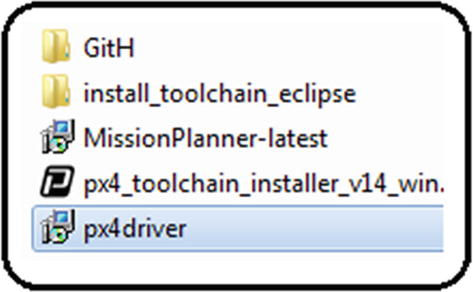 GitH
install_toolchain_eclipse
MissionPlanner-latest
px4_toolchain_installer_v14_win.
px4driver